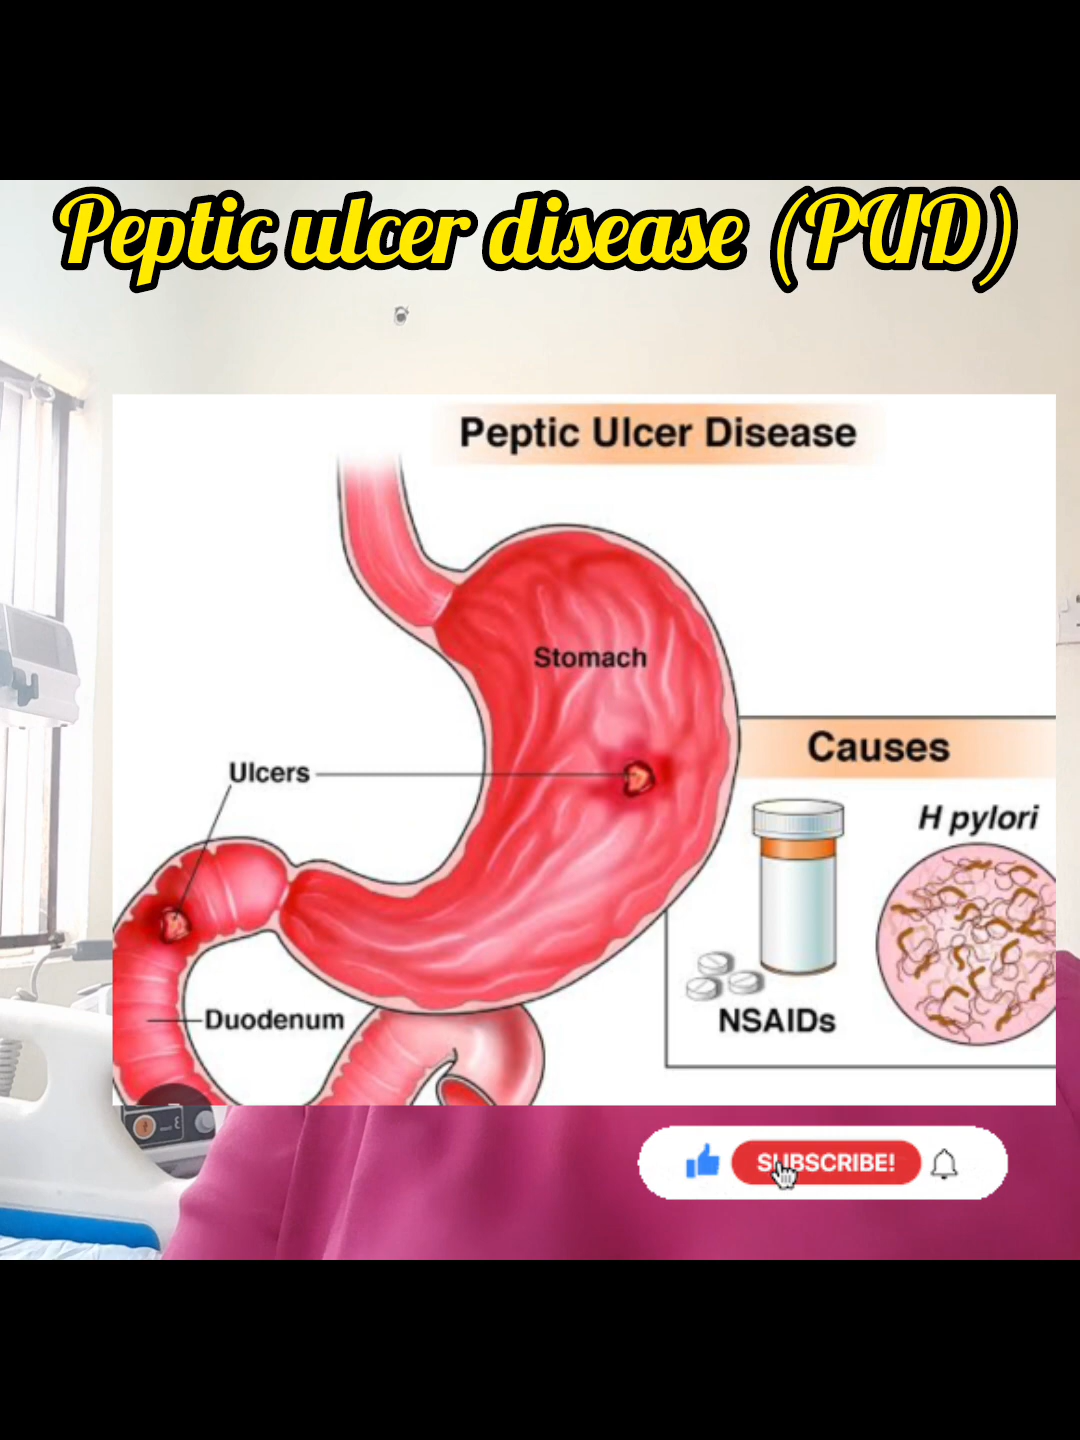 Peptic ulcer disease (PUD)
Peptic Ulcer Disease
Stomach
Ulcers
Causes
H pylori
NSAIDs
Duodenum
SUBSCRIBE!